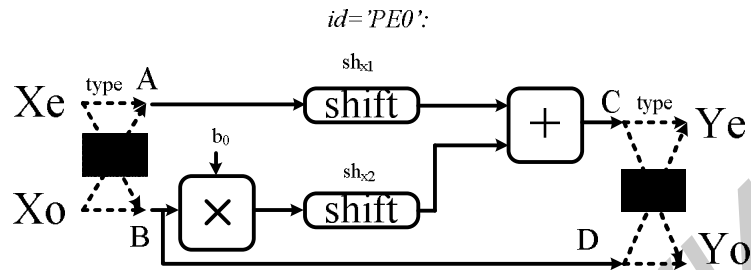 id='PE0':
sh_x1
type A shift C type
Xe + Ye
b_0
sh_x2
Xo × shift
B D Yo